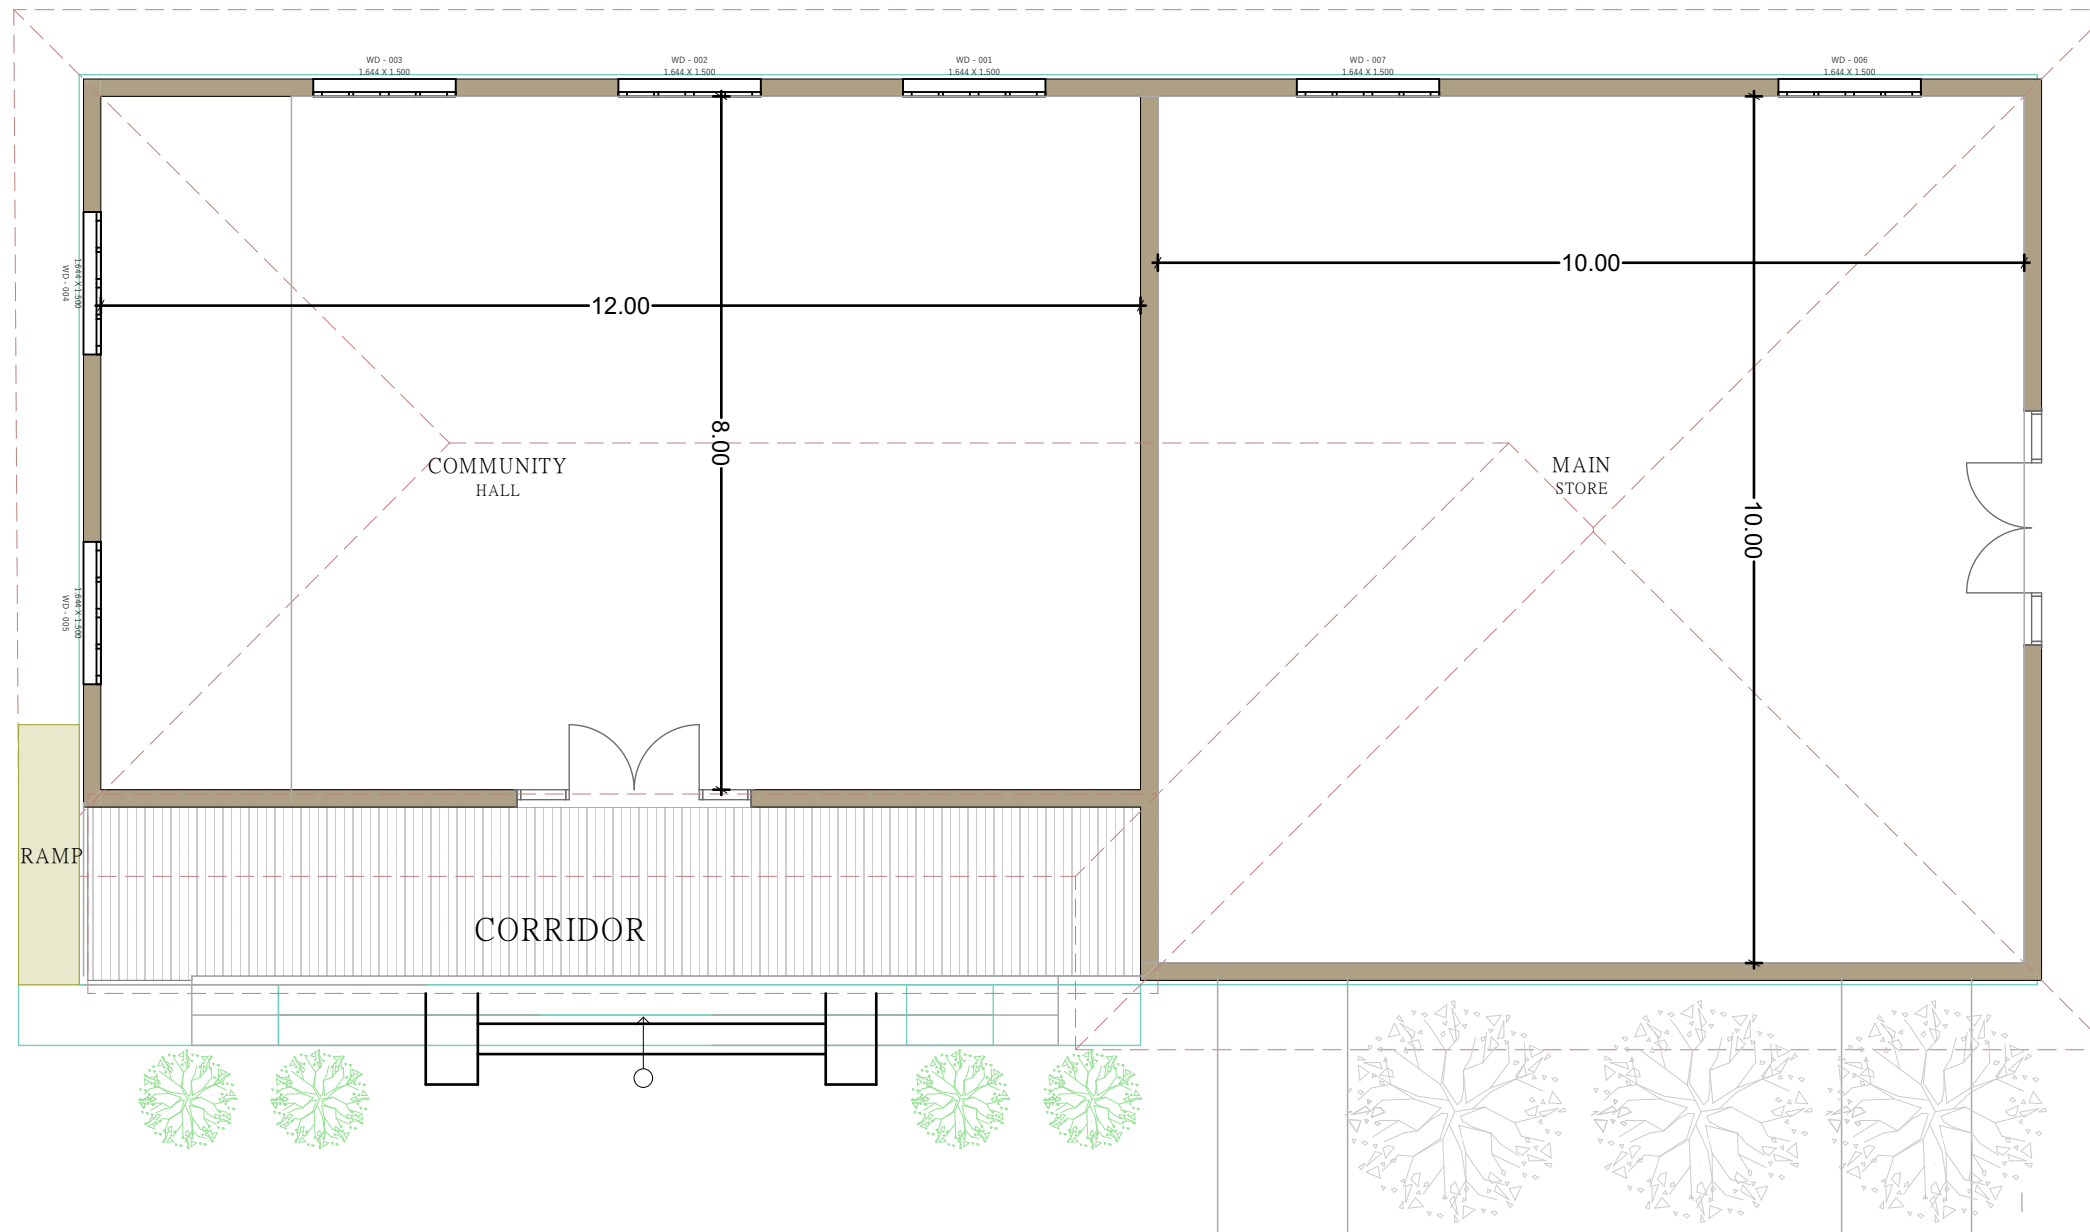 WD - 003
1.644 X 1.500
WD - 002
1.644 X 1.500
WD - 001
1.644 X 1.500
WD - 007
1.644 X 1.500
WD - 006
1.644 X 1.500
1.644 X 1.500
WD - 004
12.00
10.00
8.00
COMMUNITY
HALL
MAIN
STORE
10.00
1.644 X 1.500
WD - 005
RAMP
CORRIDOR